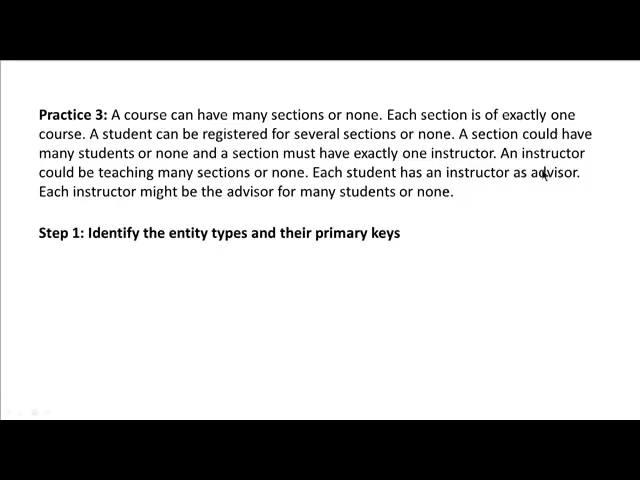 Practice 3: A course can have many sections or none. Each section is of exactly one
course. A student can be registered for several sections or none. A section could have
many students or none and a section must have exactly one instructor. An instructor
could be teaching many sections or none. Each student has an instructor as advisor.
Each instructor might be the advisor for many students or none.
Step 1: Identify the entity types and their primary keys